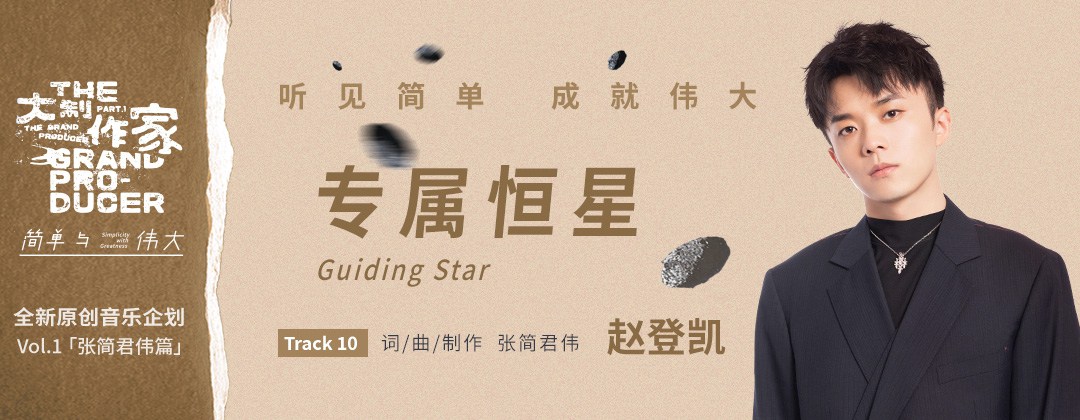 THE
大制作家
PART.1
THE GRAND
PRODUCER
GRAND
PRO-
DUCER
简单与 Simplicity with Greatness 伟大
全新原创音乐企划
Vol.1「张简君伟篇」
听见简单 成就伟大
专属恒星
Guiding Star
Track 10 词/曲/制作 张简君伟 赵登凯